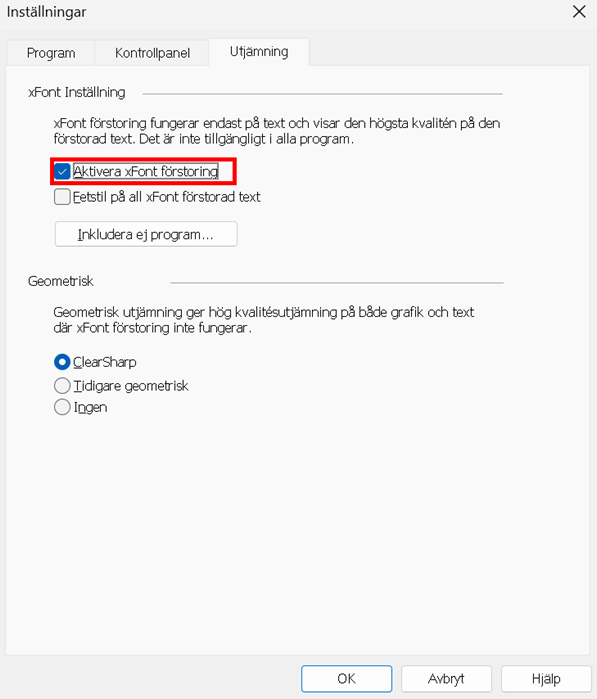 Inställningar
Program
Kontrollpanel
Utjämning
xFont Inställning
xFont förstoring fungerar endast på text och visar den högsta kvalitén på den
förstorad text. Det är inte tillgängligt i alla program.
Aktivera xFont förstoring
Fetstil på all xFont förstorad text
Inkludera ej program...
Geometrisk
Geometrisk utjämning ger hög kvalitésutjämning på både grafik och text
där xFont förstoring inte fungerar.
ClearSharp
Tidigare geometrisk
Ingen
OK
Avbryt
Hjälp